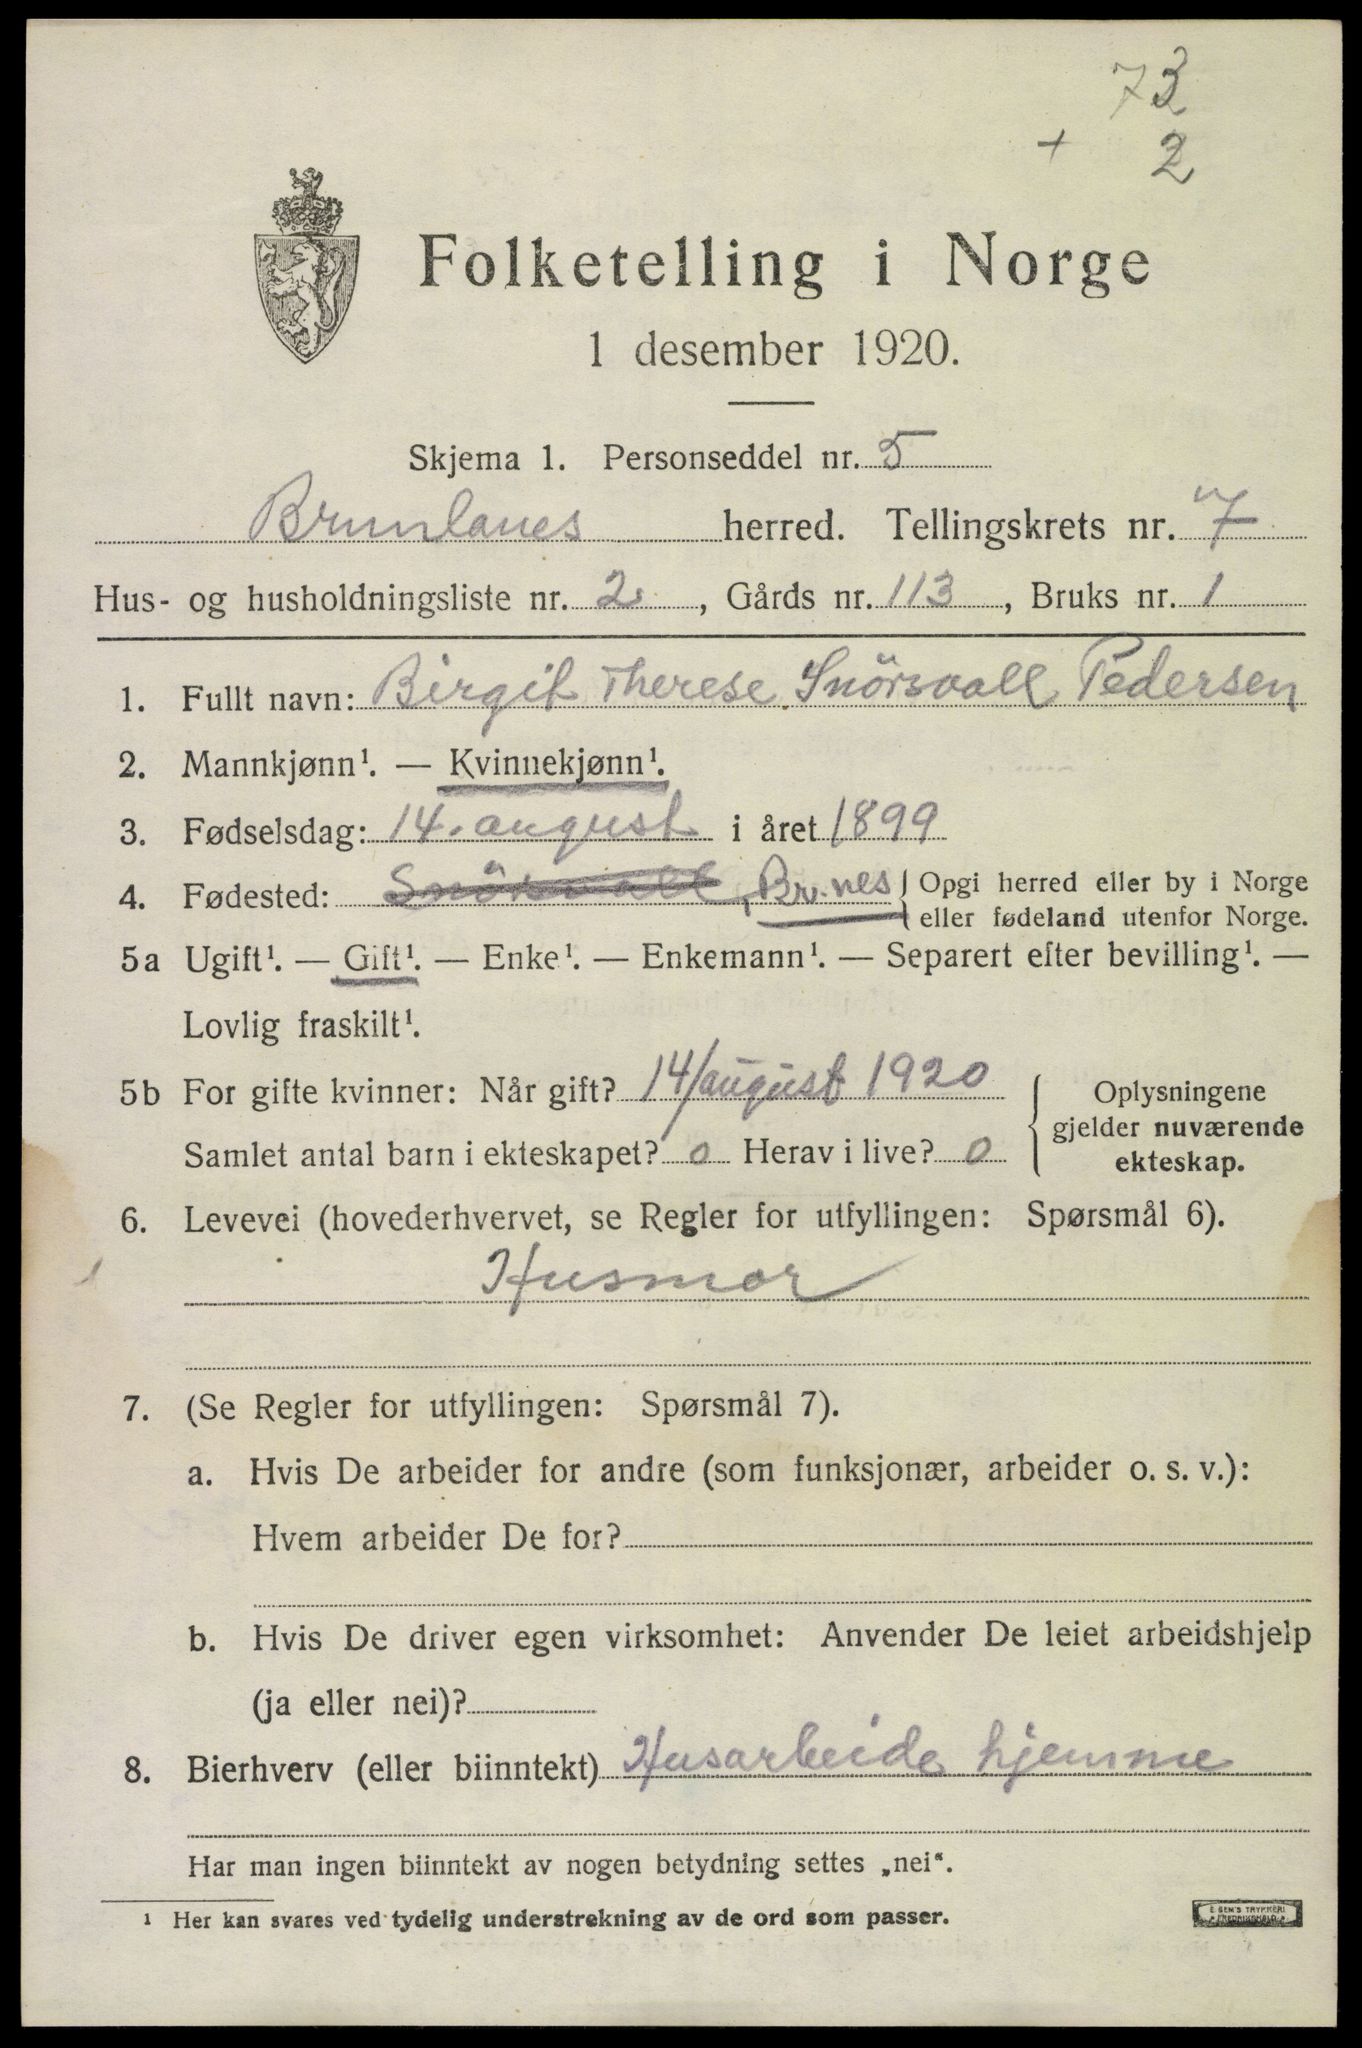 73
+ 2
Folketelling i Norge
1 desember 1920.
Skjema 1. Personseddel nr. 5
Brunlanes herred. Tellingskrets nr. 7
Hus- og husholdningsliste nr. 2, Gårds nr. 113, Bruks nr. 1
1. Fullt navn: Birgit Therese Snörsvall Pedersen
2. Mannkjønn¹. — Kvinnekjønn¹.
3. Fødselsdag: 14. august i året 1899
4. Fødested: Snörsvall, Br.nes Opgi herred eller by i Norge
eller fødeland utenfor Norge.
5a Ugift¹. — Gift¹. — Enke¹. — Enkemann¹. — Separert efter bevilling¹. —
Lovlig fraskilt¹.
5b For gifte kvinner: Når gift? 14/august 1920
Samlet antal barn i ekteskapet? 0 Herav i live? 0
Oplysningene
gjelder nuværende
ekteskap.
6. Levevei (hovederhvervet, se Regler for utfyllingen: Spørsmål 6).
Husmor
7. (Se Regler for utfyllingen: Spørsmål 7).
a. Hvis De arbeider for andre (som funksjonær, arbeider o. s. v.):
Hvem arbeider De for?
b. Hvis De driver egen virksomhet: Anvender De leiet arbeidshjelp
(ja eller nei)?
8. Bierhverv (eller biinntekt) Husarbeide hjemme
Har man ingen biinntekt av nogen betydning settes „nei“.
¹ Her kan svares ved tydelig understrekning av de ord som passer.
E. SEM'S TRYKKERI
FREDRIKSHALD